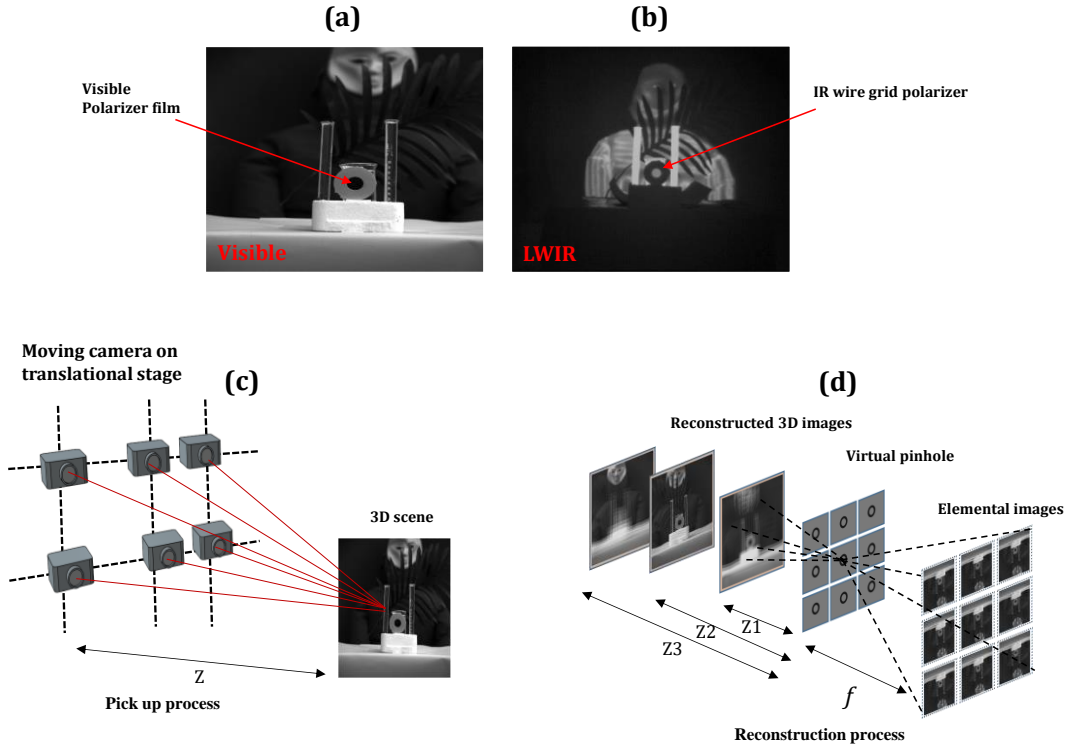 (a)
(b)
Visible
Polarizer film
IR wire grid polarizer
Visible
LWIR
Moving camera on
translational stage
(c)
(d)
Reconstructed 3D images
Virtual pinhole
3D scene
Elemental images
Z1
Z2
Z3
Z
f
Pick up process
Reconstruction process